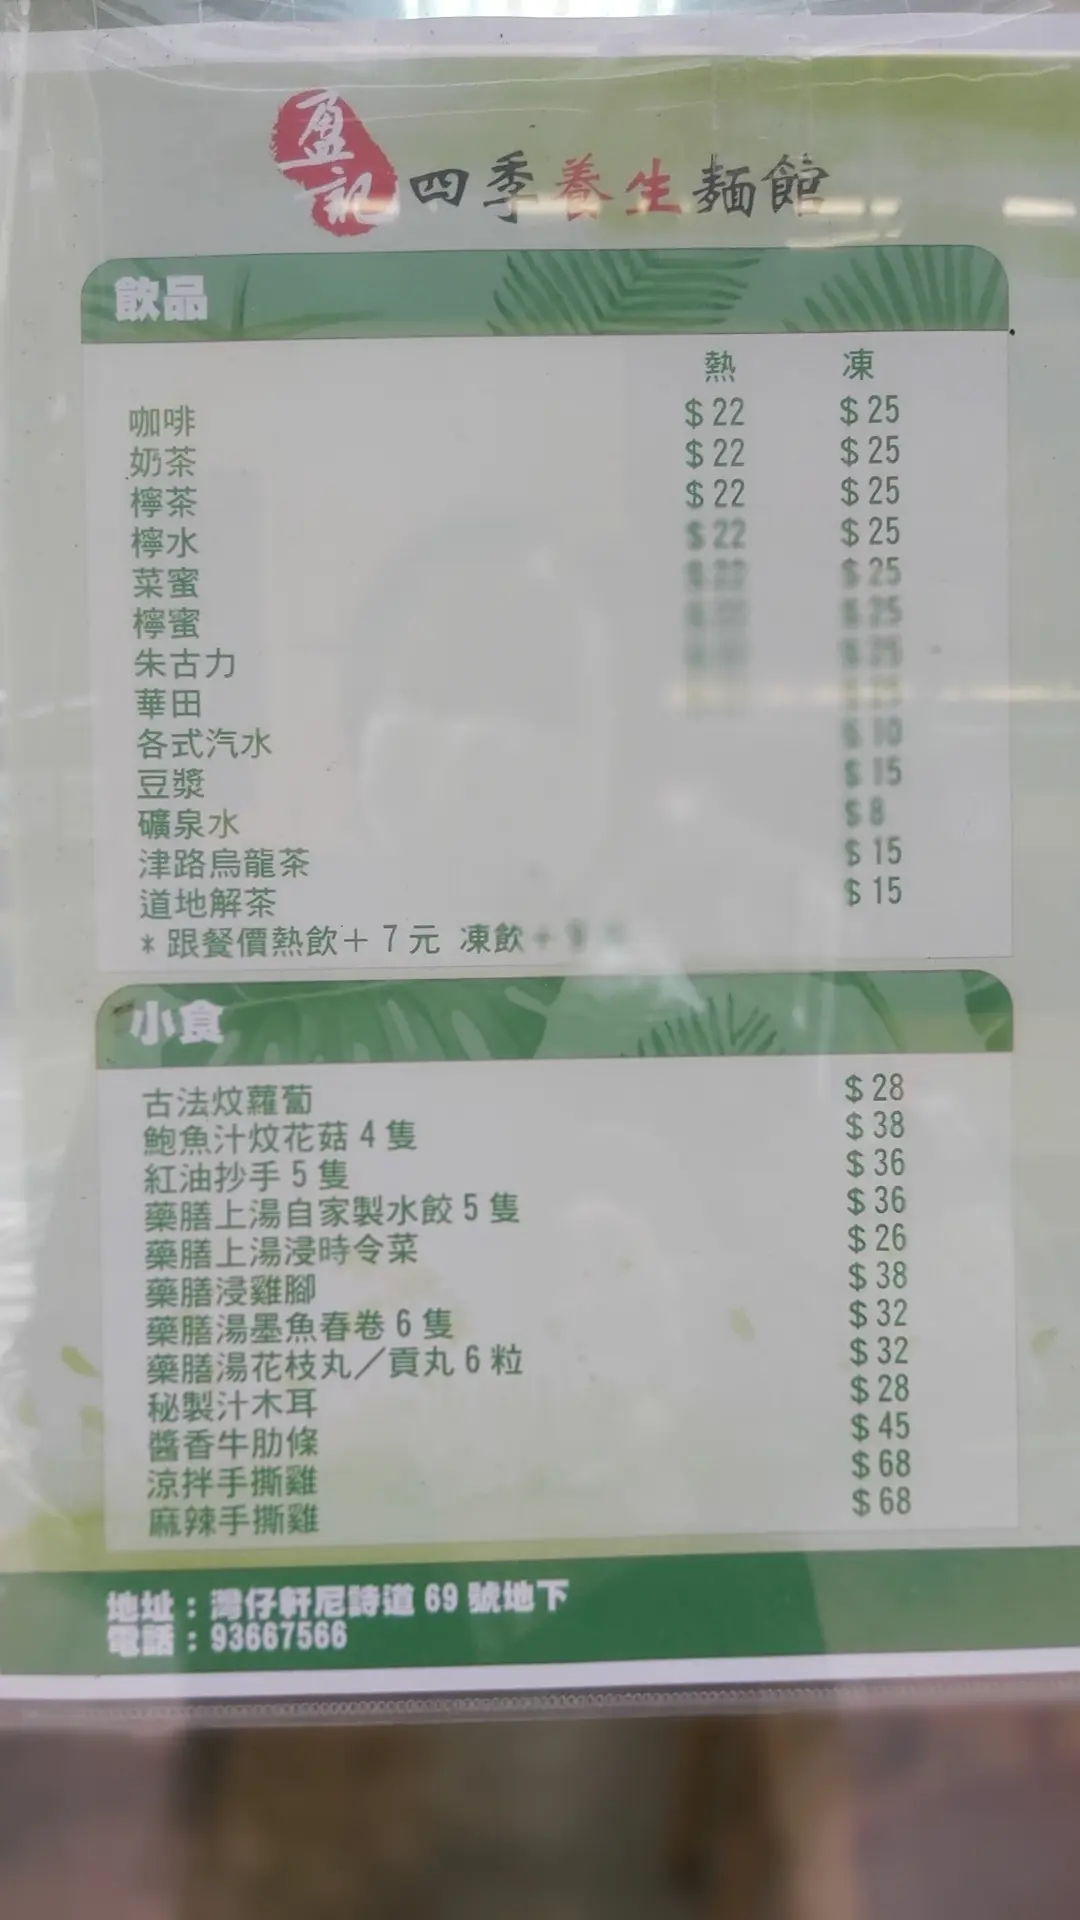 盈記 四季養生麵館
飲品
熱 凍
咖啡 $22 $25
奶茶 $22 $25
檸茶 $22 $25
檸水 $22 $25
菜蜜 $22 $25
檸蜜 $25
朱古力 $25
華田
各式汽水 $10
豆漿 $15
礦泉水 $8
津路烏龍茶 $15
道地解茶 $15
*跟餐價熱飲+7元 凍飲+
小食
古法炆蘿蔔 $28
鮑魚汁炆花菇4隻 $38
紅油抄手5隻 $36
藥膳上湯自家製水餃5隻 $36
藥膳上湯浸時令菜 $26
藥膳浸雞腳 $38
藥膳湯墨魚春卷6隻 $32
藥膳湯花枝丸/貢丸6粒 $32
秘製汁木耳 $28
醬香牛肋條 $45
涼拌手撕雞 $68
麻辣手撕雞 $68
地址：灣仔軒尼詩道69號地下
電話：93667566